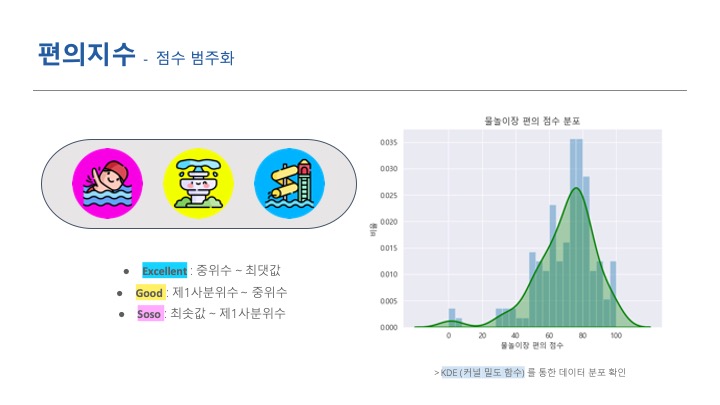 편의지수 - 점수 범주화
물놀이장 편의 점수 분포
0.035
0.030
0.025
0.020
0.015
0.010
0.005
0.000
비율
0 20 40 60 80 100
물놀이장 편의 점수
● Excellent : 중위수 ~ 최댓값
● Good : 제1사분위수 ~ 중위수
● Soso : 최솟값 ~ 제1사분위수
> KDE (커널 밀도 함수) 를 통한 데이터 분포 확인